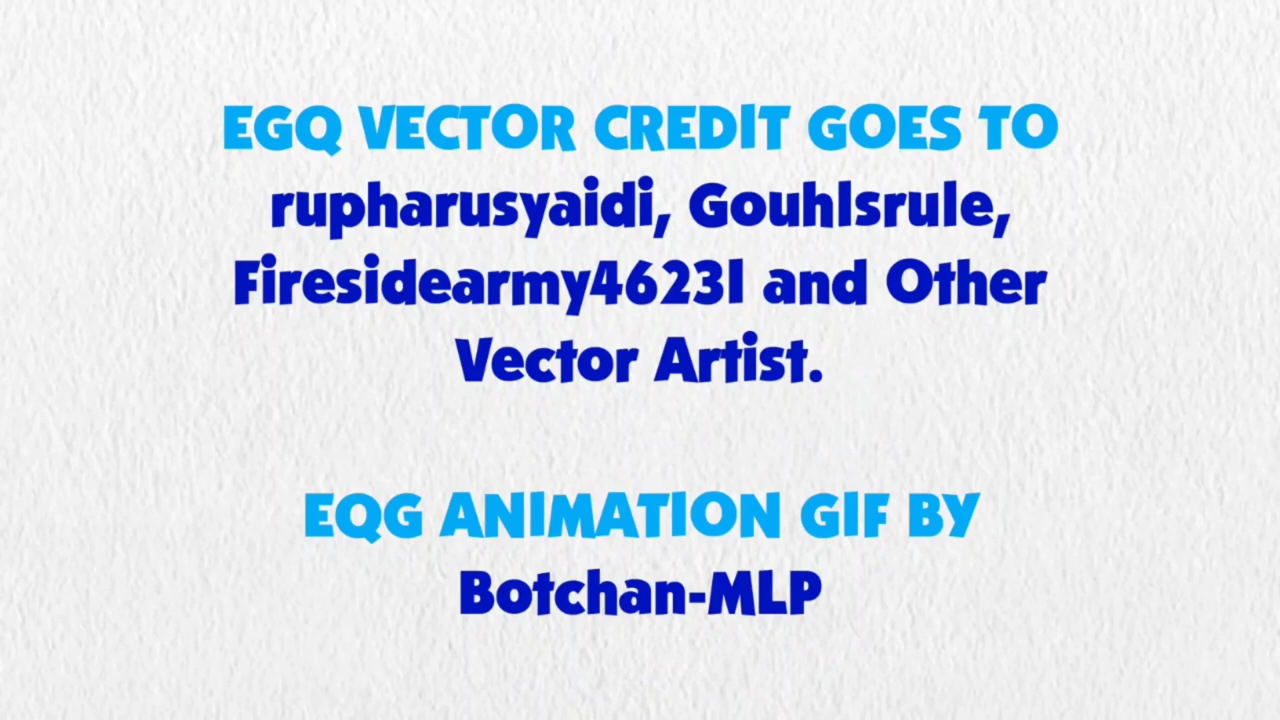 EGQ VECTOR CREDIT GOES TO
rupharusyaidi, Gouhlsrule,
Firesidearmy46231 and Other
Vector Artist.
EQG ANIMATION GIF BY
Botchan-MLP